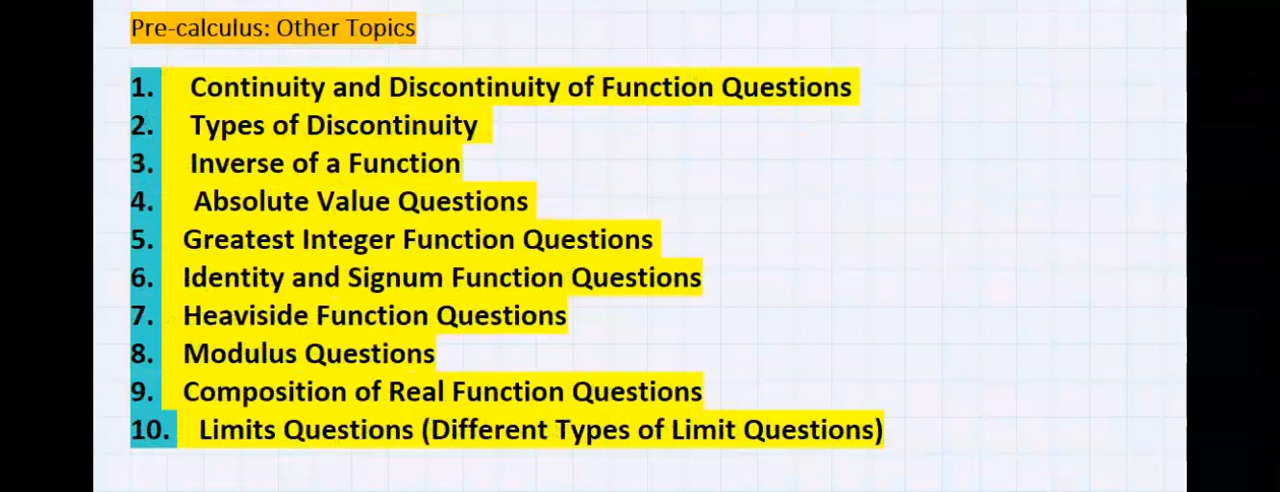 Pre-calculus: Other Topics
1. Continuity and Discontinuity of Function Questions
2. Types of Discontinuity
3. Inverse of a Function
4. Absolute Value Questions
5. Greatest Integer Function Questions
6. Identity and Signum Function Questions
7. Heaviside Function Questions
8. Modulus Questions
9. Composition of Real Function Questions
10. Limits Questions (Different Types of Limit Questions)